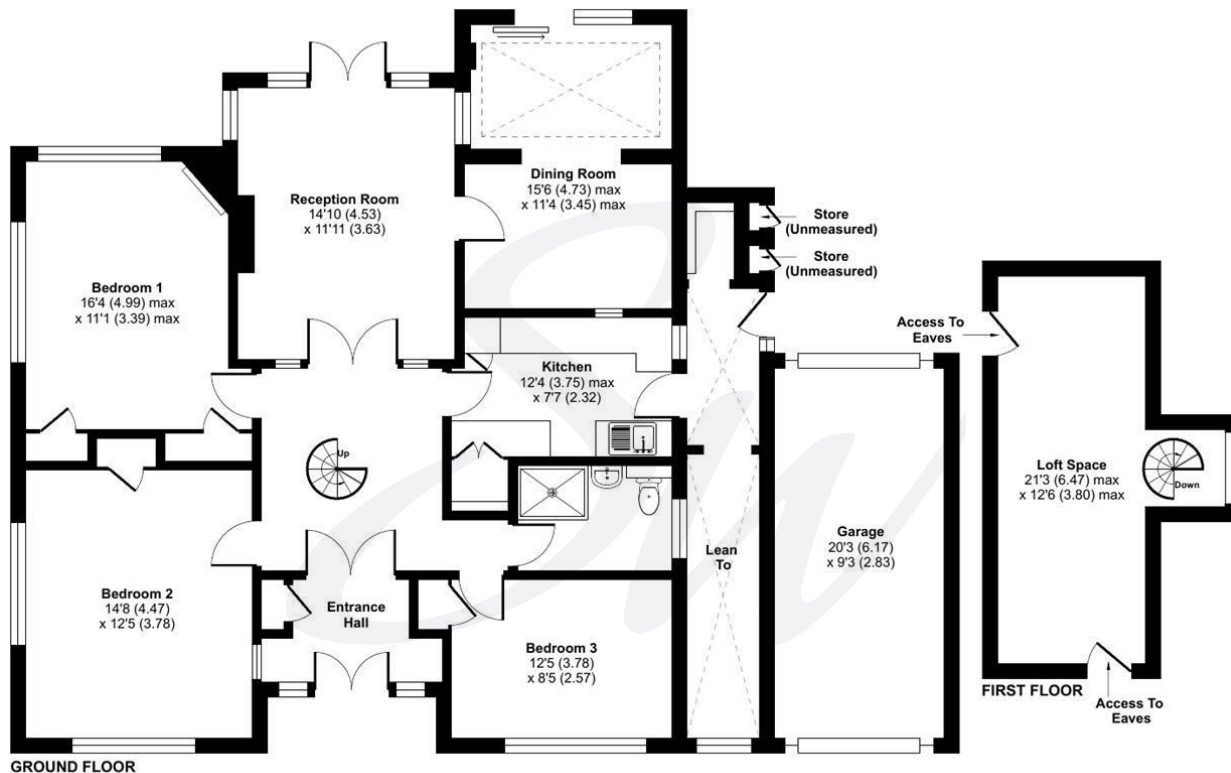 Reception Room
14'10 (4.53)
x 11'11 (3.63)
Dining Room
15'6 (4.73) max
x 11'4 (3.45) max
Store
(Unmeasured)
Store
(Unmeasured)
Bedroom 1
16'4 (4.99) max
x 11'1 (3.39) max
Kitchen
12'4 (3.75) max
x 7'7 (2.32)
Access To
Eaves
Up
Loft Space
21'3 (6.47) max
x 12'6 (3.80) max
Down
Garage
20'3 (6.17)
x 9'3 (2.83)
Lean
To
Bedroom 2
14'8 (4.47)
x 12'5 (3.78)
Entrance
Hall
Bedroom 3
12'5 (3.78)
x 8'5 (2.57)
FIRST FLOOR
Access To
Eaves
GROUND FLOOR
SW